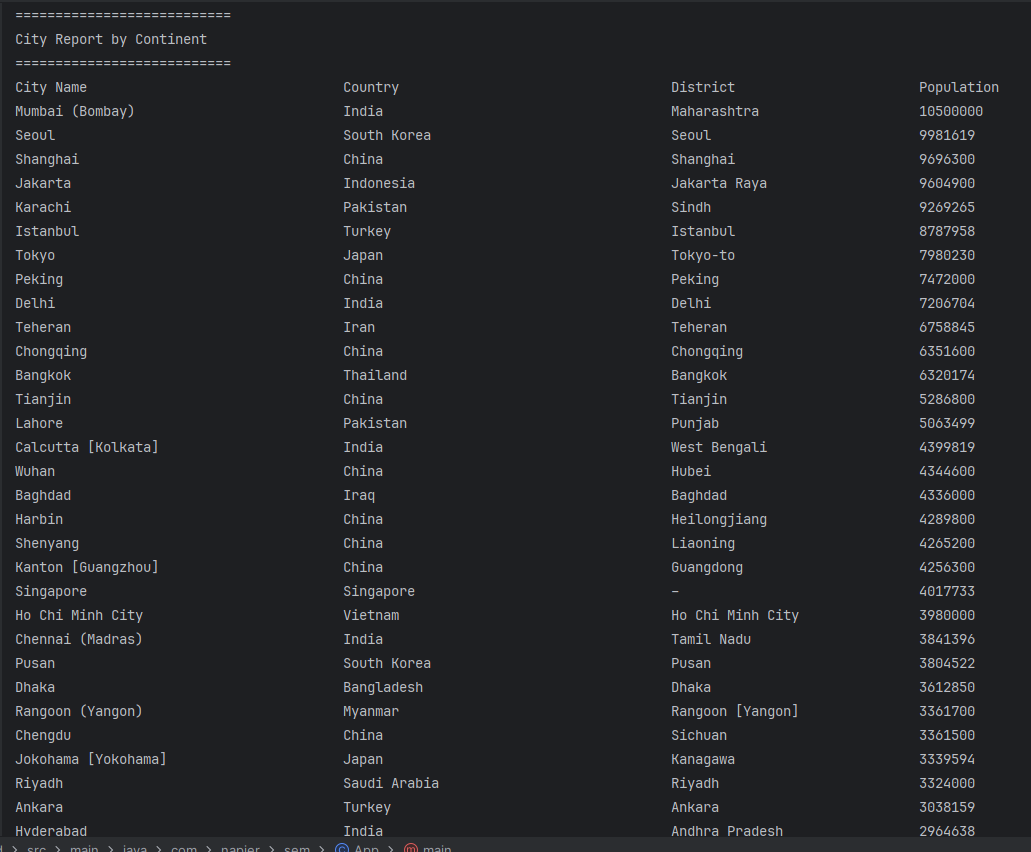 ===========================
City Report by Continent
===========================
City Name Country District Population
Mumbai (Bombay) India Maharashtra 10500000
Seoul South Korea Seoul 9981619
Shanghai China Shanghai 9696300
Jakarta Indonesia Jakarta Raya 9604900
Karachi Pakistan Sindh 9269265
Istanbul Turkey Istanbul 8787958
Tokyo Japan Tokyo-to 7980230
Peking China Peking 7472000
Delhi India Delhi 7206704
Teheran Iran Teheran 6758845
Chongqing China Chongqing 6351600
Bangkok Thailand Bangkok 6320174
Tianjin China Tianjin 5286800
Lahore Pakistan Punjab 5063499
Calcutta [Kolkata] India West Bengali 4399819
Wuhan China Hubei 4344600
Baghdad Iraq Baghdad 4336000
Harbin China Heilongjiang 4289800
Shenyang China Liaoning 4265200
Kanton [Guangzhou] China Guangdong 4256300
Singapore Singapore – 4017733
Ho Chi Minh City Vietnam Ho Chi Minh City 3980000
Chennai (Madras) India Tamil Nadu 3841396
Pusan South Korea Pusan 3804522
Dhaka Bangladesh Dhaka 3612850
Rangoon (Yangon) Myanmar Rangoon [Yangon] 3361700
Chengdu China Sichuan 3361500
Jokohama [Yokohama] Japan Kanagawa 3339594
Riyadh Saudi Arabia Riyadh 3324000
Ankara Turkey Ankara 3038159
Hyderabad India Andhra Pradesh 2964638
> src > main > java > com > napier > sem > App > main